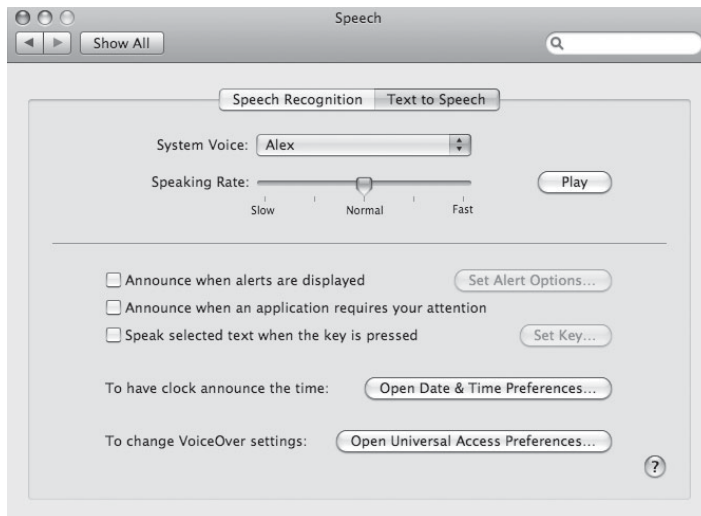 Speech
Show All
Speech Recognition Text to Speech
System Voice: Alex
Speaking Rate: Play
Slow Normal Fast
Announce when alerts are displayed Set Alert Options...
Announce when an application requires your attention
Speak selected text when the key is pressed Set Key...
To have clock announce the time: Open Date & Time Preferences...
To change VoiceOver settings: Open Universal Access Preferences...
?